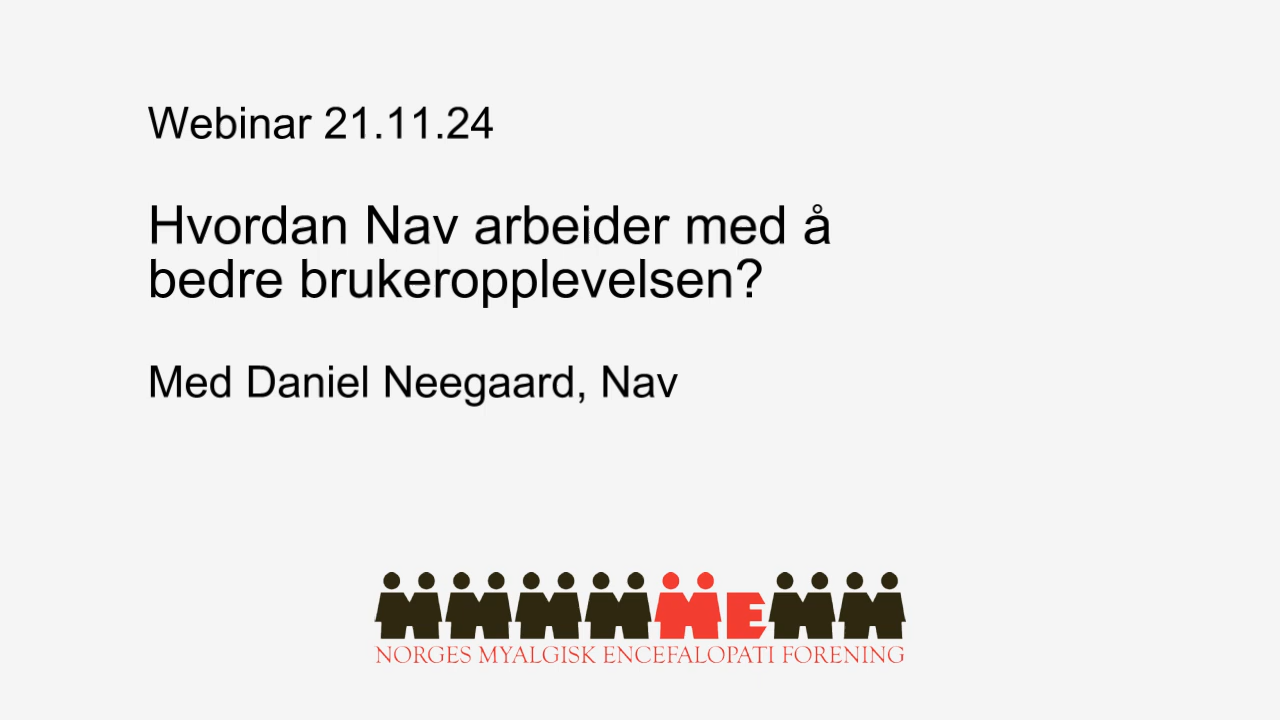 Webinar 21.11.24
Hvordan Nav arbeider med å
bedre brukeropplevelsen?
Med Daniel Neegaard, Nav
ME
NORGES MYALGISK ENCEFALOPATI FORENING